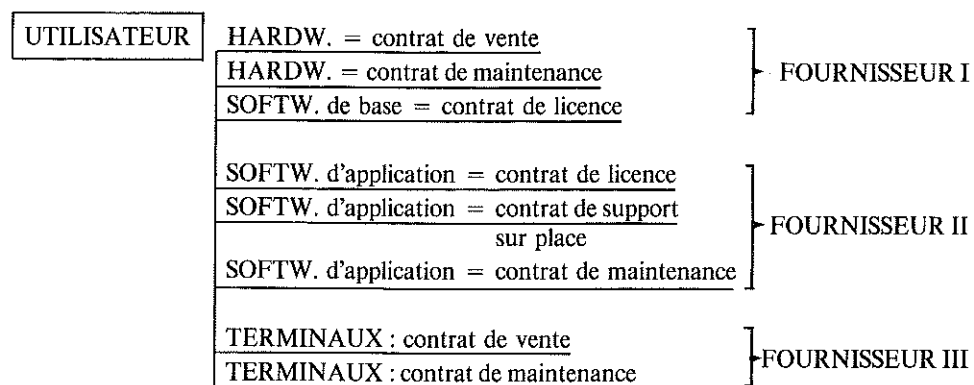 UTILISATEUR HARDW. = contrat de vente
HARDW. = contrat de maintenance FOURNISSEUR I
SOFTW. de base = contrat de licence
SOFTW. d'application = contrat de licence
SOFTW. d'application = contrat de support
sur place FOURNISSEUR II
SOFTW. d'application = contrat de maintenance
TERMINAUX : contrat de vente
FOURNISSEUR III
TERMINAUX : contrat de maintenance